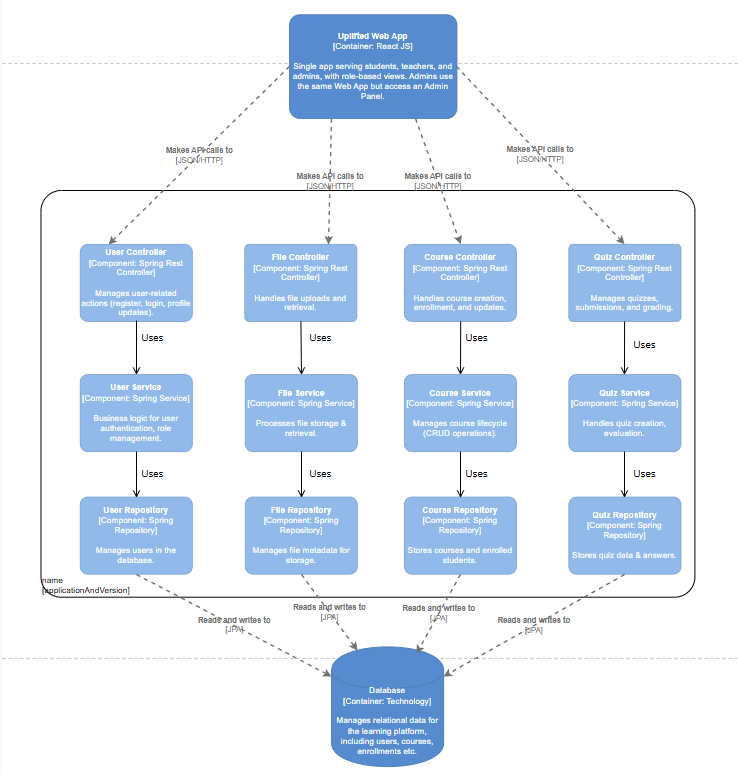 Uplifted Web App
[Container: React JS]
Single app serving students, teachers, and
admins, with role-based views. Admins use
the same Web App but access an Admin
Panel.
Makes API calls to
[JSON/HTTP]
Makes API calls to
[JSON/HTTP]
Makes API calls to
[JSON/HTTP]
Makes API calls to
[JSON/HTTP]
User Controller
[Component: Spring Rest
Controller]
Manages user-related
actions (register, login, profile
updates).
File Controller
[Component: Spring Rest
Controller]
Handles file uploads and
retrieval.
Course Controller
[Component: Spring Rest
Controller]
Handles course creation,
enrollment, and updates.
Quiz Controller
[Component: Spring Rest
Controller]
Manages quizzes,
submissions, and grading.
Uses
Uses
Uses
Uses
User Service
[Component: Spring Service]
Business logic for user
authentication, role
management.
File Service
[Component: Spring Service]
Processes file storage &
retrieval.
Course Service
[Component: Spring Service]
Manages course lifecycle
(CRUD operations).
Quiz Service
[Component: Spring Service]
Handles quiz creation,
evaluation.
Uses
Uses
Uses
Uses
User Repository
[Component: Spring
Repository]
Manages users in the
database.
File Repository
[Component: Spring
Repository]
Manages file metadata for
storage.
Course Repository
[Component: Spring
Repository]
Stores courses and enrolled
students.
Quiz Repository
[Component: Spring
Repository]
Stores quiz data & answers.
name
[applicationAndVersion]
Reads and writes to
[JPA]
Reads and writes to
[JPA]
Reads and writes to
[JPA]
Reads and writes to
[JPA]
Database
[Container: Technology]
Manages relational data for
the learning platform,
including users, courses,
enrollments etc.